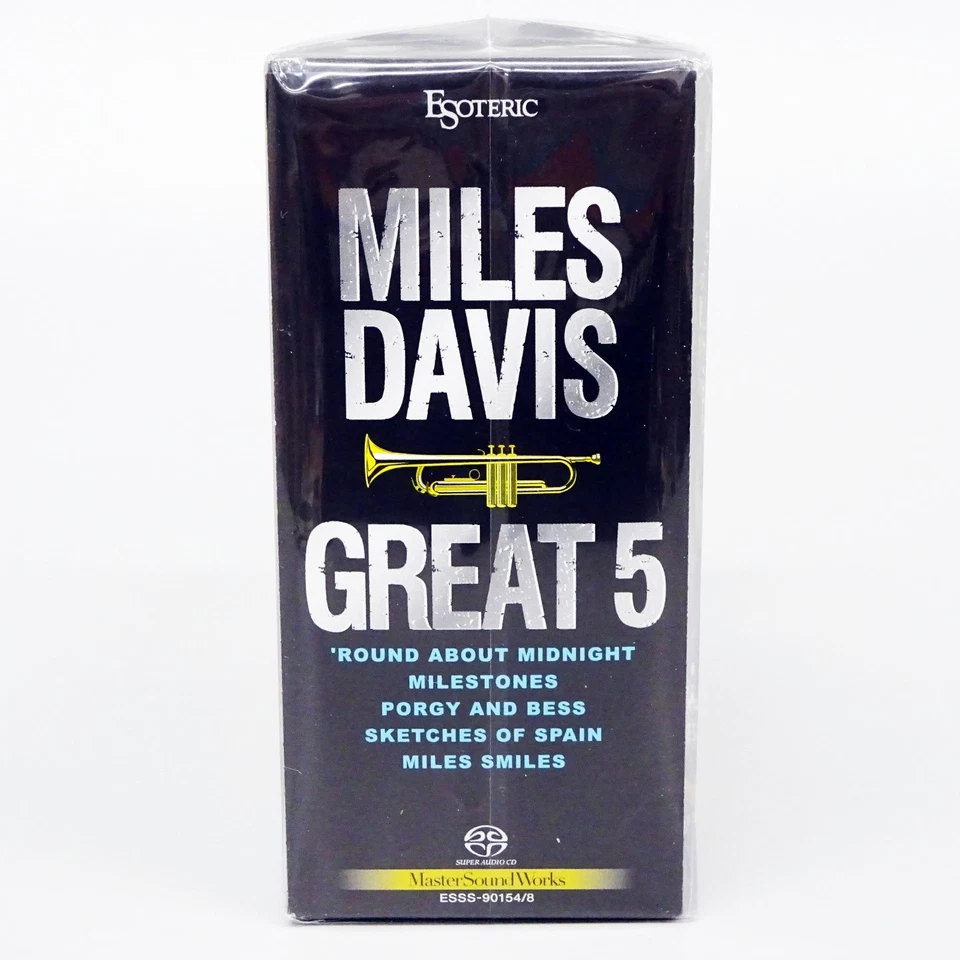 ESOTERIC
MILES
DAVIS
GREAT 5
'ROUND ABOUT MIDNIGHT
MILESTONES
PORGY AND BESS
SKETCHES OF SPAIN
MILES SMILES
SUPER AUDIO CD
MasterSoundWorks
ESSS-90154/8